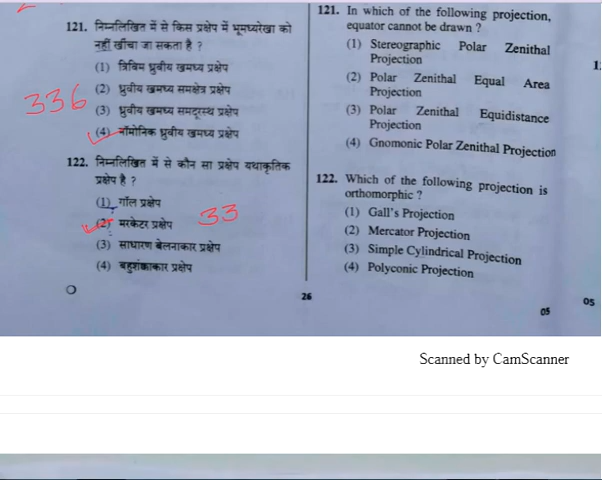 121. निम्नलिखित में से किस प्रक्षेप में भूमध्यरेखा को
नहीं खींचा जा सकता है ?
(1) त्रिविम ध्रुवीय खमध्य प्रक्षेप
(2) ध्रुवीय खमध्य समक्षेत्र प्रक्षेप
336
(3) ध्रुवीय खमध्य समदूरस्थ प्रक्षेप
(4) नॉमोनिक ध्रुवीय खमध्य प्रक्षेप
122. निम्नलिखित में से कौन सा प्रक्षेप यथाकृतिक
प्रक्षेप है ?
(1) गॉल प्रक्षेप
(2) मरकेटर प्रक्षेप
33
(3) साधारण बेलनाकार प्रक्षेप
(4) बहुशंक्वाकार प्रक्षेप
121. In which of the following projection,
equator cannot be drawn ?
(1) Stereographic Polar Zenithal
Projection
(2) Polar Zenithal Equal Area
Projection
(3) Polar Zenithal Equidistance
Projection
(4) Gnomonic Polar Zenithal Projection
122. Which of the following projection is
orthomorphic ?
(1) Gall's Projection
(2) Mercator Projection
(3) Simple Cylindrical Projection
(4) Polyconic Projection
1
26
05
05
Scanned by CamScanner